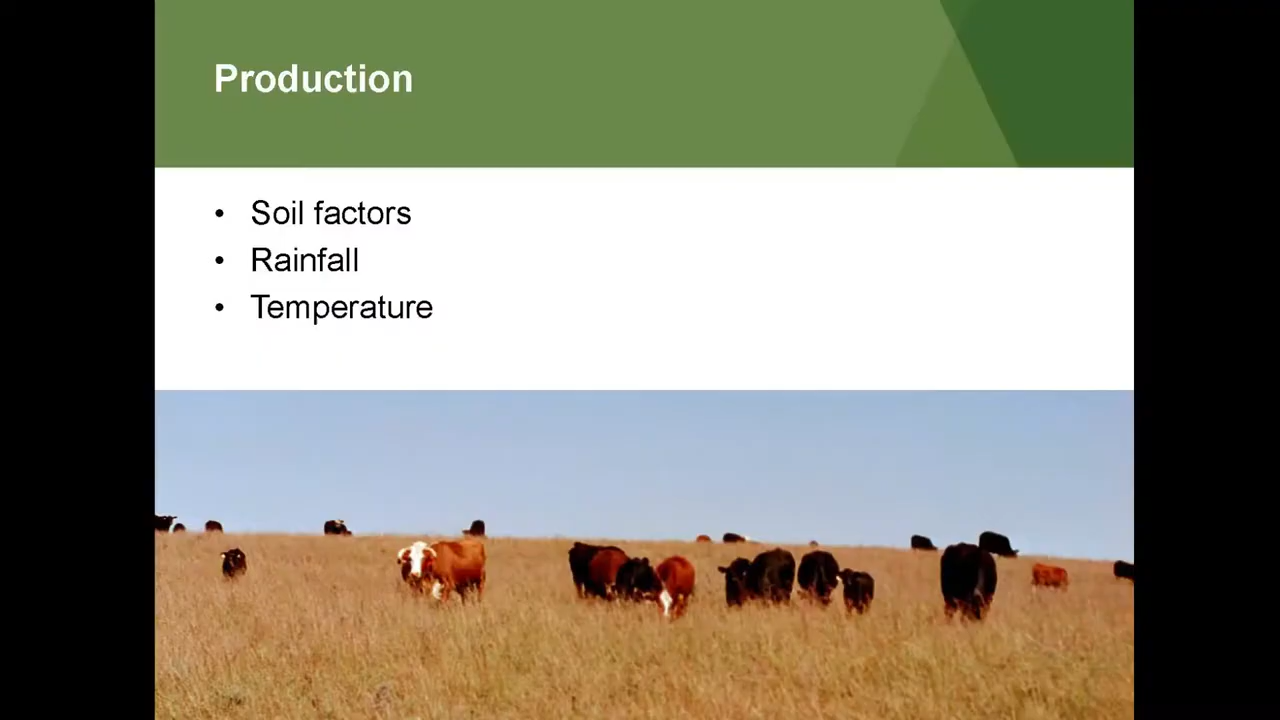 Production
• Soil factors
• Rainfall
• Temperature